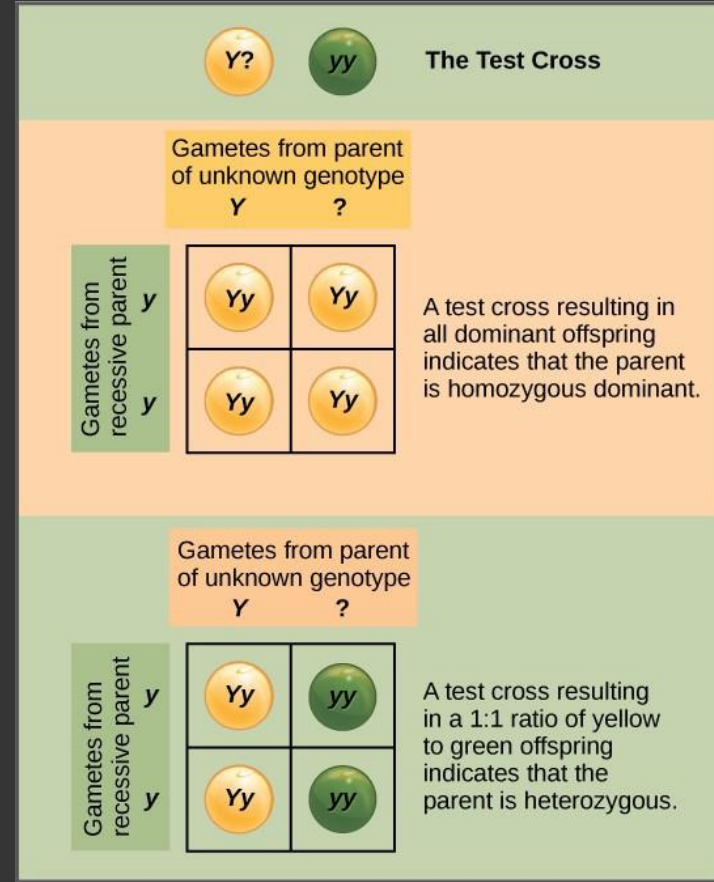 Y? yy The Test Cross
Gametes from parent
of unknown genotype
Y ?
Gametes from
recessive parent
y
y
Yy Yy
Yy Yy
A test cross resulting in
all dominant offspring
indicates that the parent
is homozygous dominant.
Gametes from parent
of unknown genotype
Y ?
Gametes from
recessive parent
y
y
Yy yy
Yy yy
A test cross resulting
in a 1:1 ratio of yellow
to green offspring
indicates that the
parent is heterozygous.